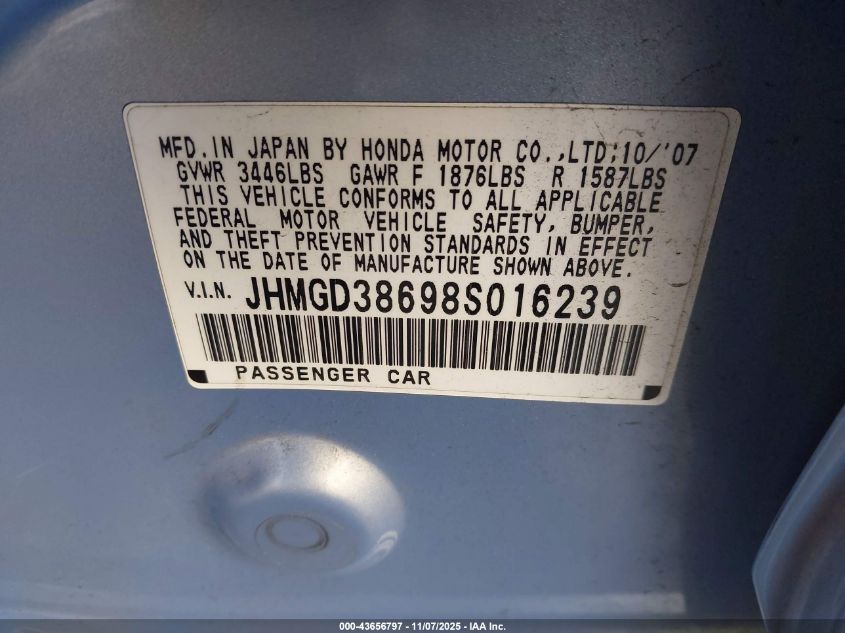 MFD.IN JAPAN BY HONDA MOTOR CO.,LTD;10/'07
GVWR 3446LBS GAWR F 1876LBS R 1587LBS
THIS VEHICLE CONFORMS TO ALL APPLICABLE
FEDERAL MOTOR VEHICLE SAFETY, BUMPER,
AND THEFT PREVENTION STANDARDS IN EFFECT
ON THE DATE OF MANUFACTURE SHOWN ABOVE.
V.I.N. JHMGD38698S016239
PASSENGER CAR
000-43656797 - 11/07/2025 - IAA Inc.